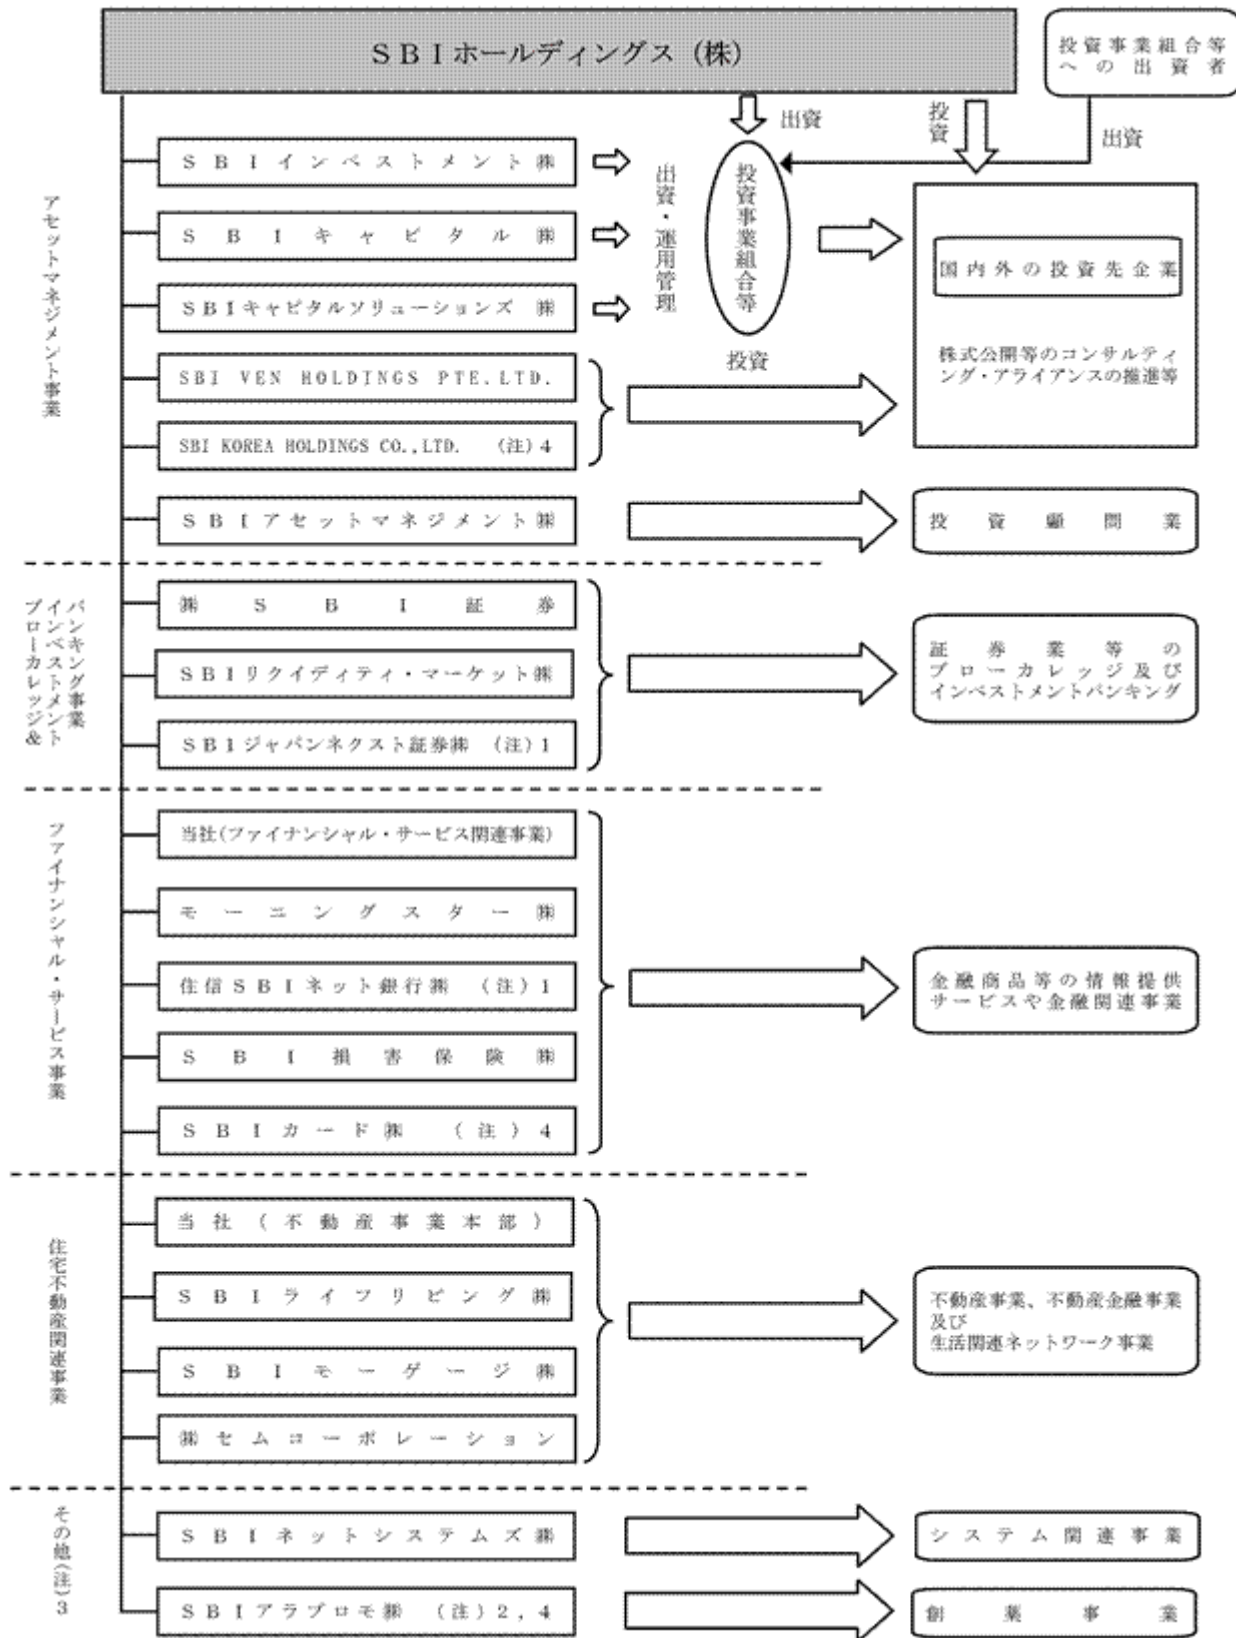 SBIホールディングス（株）
投資事業組合等
への出資者
出資
投資
出資
アセットマネジメント事業
SBIインベストメント㈱
SBIキャピタル㈱
SBIキャピタルソリューションズ ㈱
出資・運用管理
投資事業組合等
投資
国内外の投資先企業
株式公開等のコンサルティ
ング・アライアンスの推進等
SBI VEN HOLDINGS PTE.LTD.
SBI KOREA HOLDINGS CO.,LTD. （注）4
SBIアセットマネジメント㈱
投資顧問業
ブローカレッジ＆
インベストメント
バンキング事業
㈱SBI証券
SBIリクイディティ・マーケット㈱
SBIジャパンネクスト証券㈱ （注）1
証券業等の
ブローカレッジ及び
インベストメントバンキング
ファイナンシャル・サービス事業
当社(ファイナンシャル・サービス関連事業)
モーニングスター㈱
住信SBIネット銀行㈱ （注）1
SBI損害保険㈱
SBIカード㈱ （注）4
金融商品等の情報提供
サービスや金融関連事業
住宅不動産関連事業
当社（不動産事業本部）
SBIライフリビング㈱
SBIモーゲージ㈱
㈱セムコーポレーション
不動産事業、不動産金融事業
及び
生活関連ネットワーク事業
その他（注）3
SBIネットシステムズ㈱
システム関連事業
SBIアラプロモ㈱ （注）2，4
創薬事業